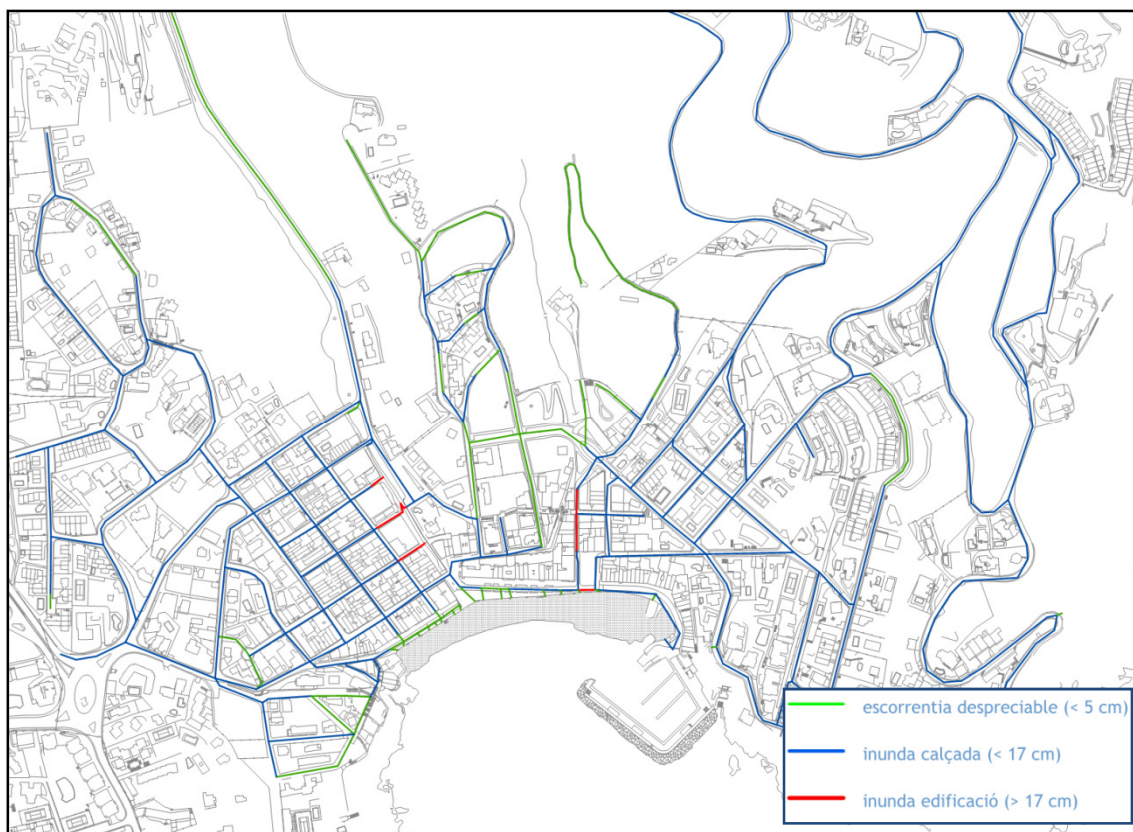 escorrentia despreciable (< 5 cm)
inunda calçada (< 17 cm)
inunda edificació (> 17 cm)